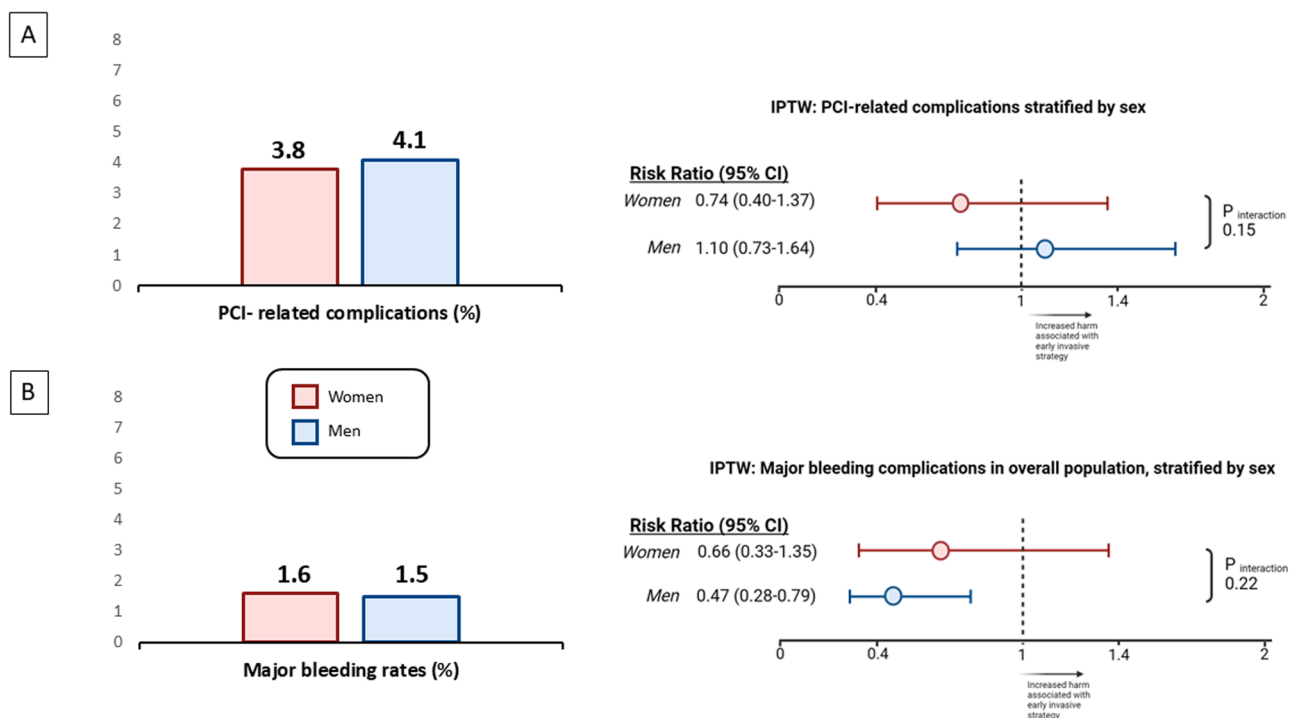 A
8
7
6
5
4
3
2
1
0
3.8
4.1
PCI- related complications (%)
IPTW: PCI-related complications stratified by sex
Risk Ratio (95% CI)
Women 0.74 (0.40-1.37)
Men 1.10 (0.73-1.64)
P interaction
0.15
0 0.4 1 1.4 2
Increased harm
associated with
early invasive
strategy
B
8
7
6
5
4
3
2
1
0
Women
Men
1.6
1.5
Major bleeding rates (%)
IPTW: Major bleeding complications in overall population, stratified by sex
Risk Ratio (95% CI)
Women 0.66 (0.33-1.35)
Men 0.47 (0.28-0.79)
P interaction
0.22
0 0.4 1 1.4 2
Increased harm
associated with
early invasive
strategy